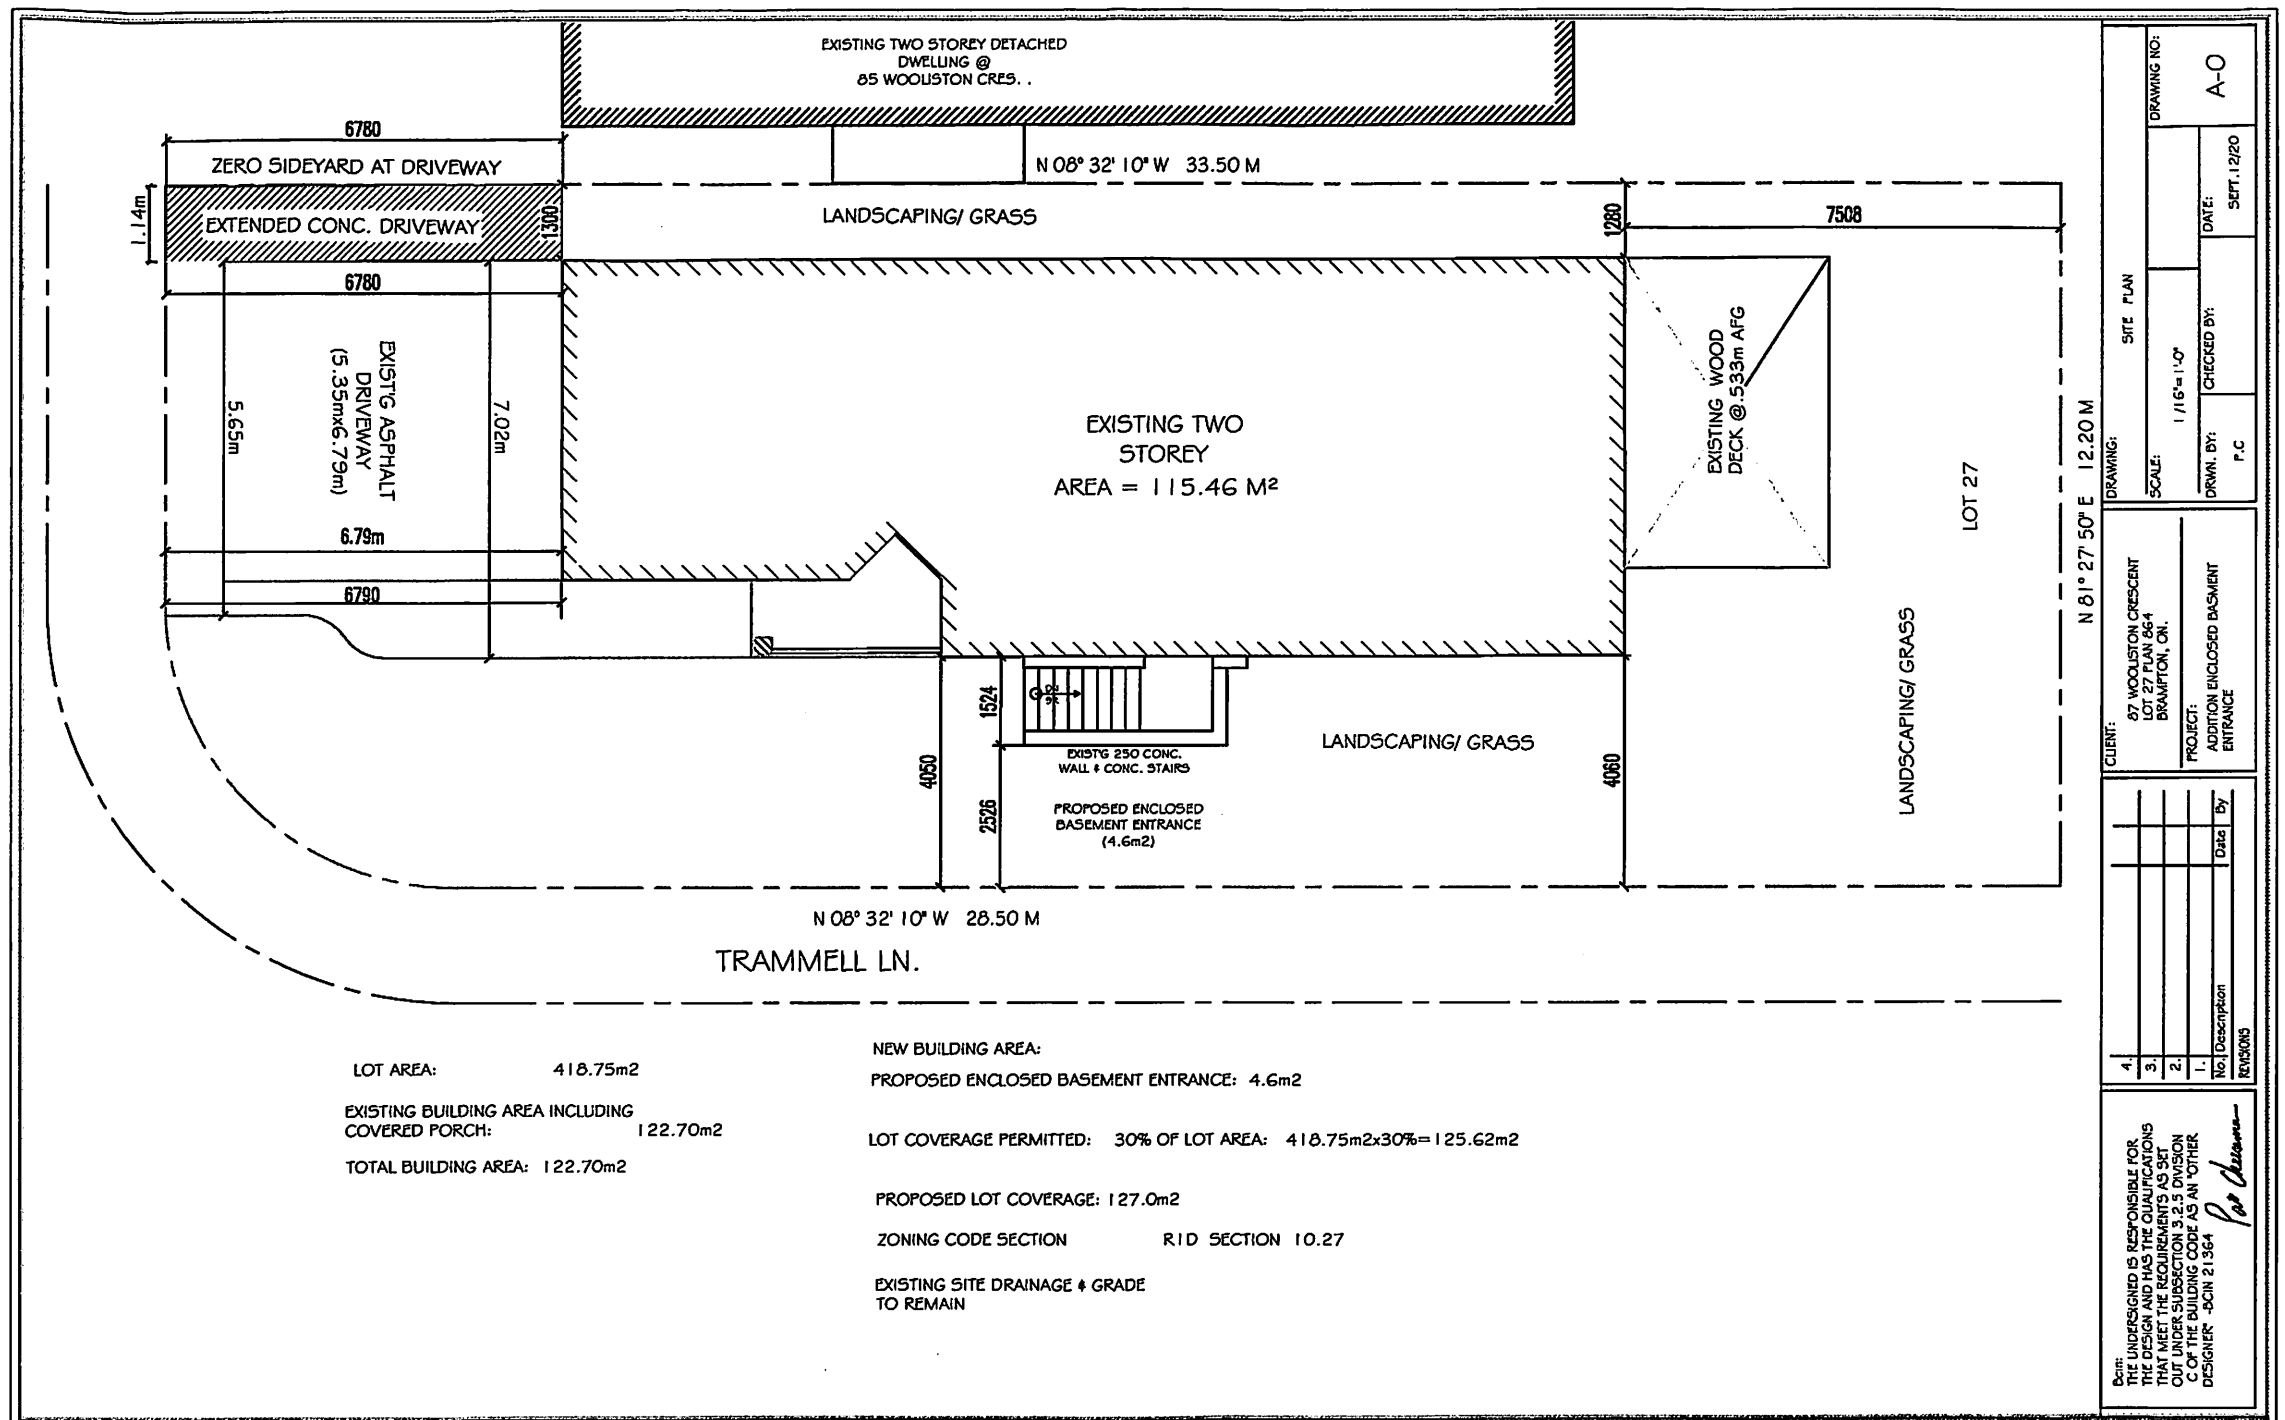 EXISTING TWO STOREY DETACHED
DWELLING @
85 WOOLISTON CRES. .
6780
ZERO SIDEYARD AT DRIVEWAY
N 08° 32' 10" W 33.50 M
1.14m
EXTENDED CONC. DRIVEWAY
1300
LANDSCAPING/ GRASS
1280
7508
6780
EXIST'G ASPHALT
DRIVEWAY
(5.35mx6.79m)
5.65m
7.02m
6.79m
6790
EXISTING TWO
STOREY
AREA = 115.46 M²
EXISTING WOOD
DECK @.533m AFG
LOT 27
N 81° 27' 50" E 12.20 M
LANDSCAPING/ GRASS
1524
4050
2526
EXIST'G 250 CONC.
WALL & CONC. STAIRS
PROPOSED ENCLOSED
BASEMENT ENTRANCE
(4.6m2)
LANDSCAPING/ GRASS
4060
N 08° 32' 10" W 28.50 M
TRAMMELL LN.
LOT AREA: 418.75m2
EXISTING BUILDING AREA INCLUDING
COVERED PORCH: 122.70m2
TOTAL BUILDING AREA: 122.70m2
NEW BUILDING AREA:
PROPOSED ENCLOSED BASEMENT ENTRANCE: 4.6m2
LOT COVERAGE PERMITTED: 30% OF LOT AREA: 418.75m2x30%=125.62m2
PROPOSED LOT COVERAGE: 127.0m2
ZONING CODE SECTION R1D SECTION 10.27
EXISTING SITE DRAINAGE & GRADE
TO REMAIN
DRAWING:
SITE PLAN
DRAWING NO:
A-0
SCALE:
1/16"=1'-0"
DRWN. BY:
P.C
CHECKED BY:
DATE:
SEPT.12/20
CLIENT:
87 WOOLISTON CRESCENT
LOT 27 PLAN 864
BRAMPTON, ON.
PROJECT:
ADDITION ENCLOSED BASMENT
ENTRANCE
4.
3.
2.
1.
No. Description Date By
REVISIONS
Bcin:
THE UNDERSIGNED IS RESPONSIBLE FOR
THE DESIGN AND HAS THE QUALIFICATIONS
THAT MEET THE REQUIREMENTS AS SET
OUT UNDER SUBSECTION 3.2.5 DIVISION
C OF THE BUILDING CODE AS AN "OTHER
DESIGNER" -BCIN 21364